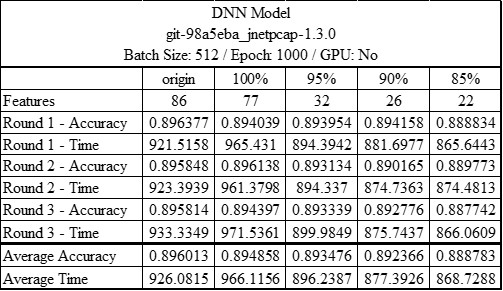 DNN Model
git-98a5eba_jnetpcap-1.3.0
Batch Size: 512 / Epoch: 1000 / GPU: No
origin 100% 95% 90% 85%
Features 86 77 32 26 22
Round 1 - Accuracy 0.896377 0.894039 0.893954 0.894158 0.888834
Round 1 - Time 921.5158 965.431 894.3942 881.6977 865.6443
Round 2 - Accuracy 0.895848 0.896138 0.893134 0.890165 0.889773
Round 2 - Time 923.3939 961.3798 894.337 874.7363 874.4813
Round 3 - Accuracy 0.895814 0.894397 0.893339 0.892776 0.887742
Round 3 - Time 933.3349 971.5361 899.9849 875.7437 866.0609
Average Accuracy 0.896013 0.894858 0.893476 0.892366 0.888783
Average Time 926.0815 966.1156 896.2387 877.3926 868.7288